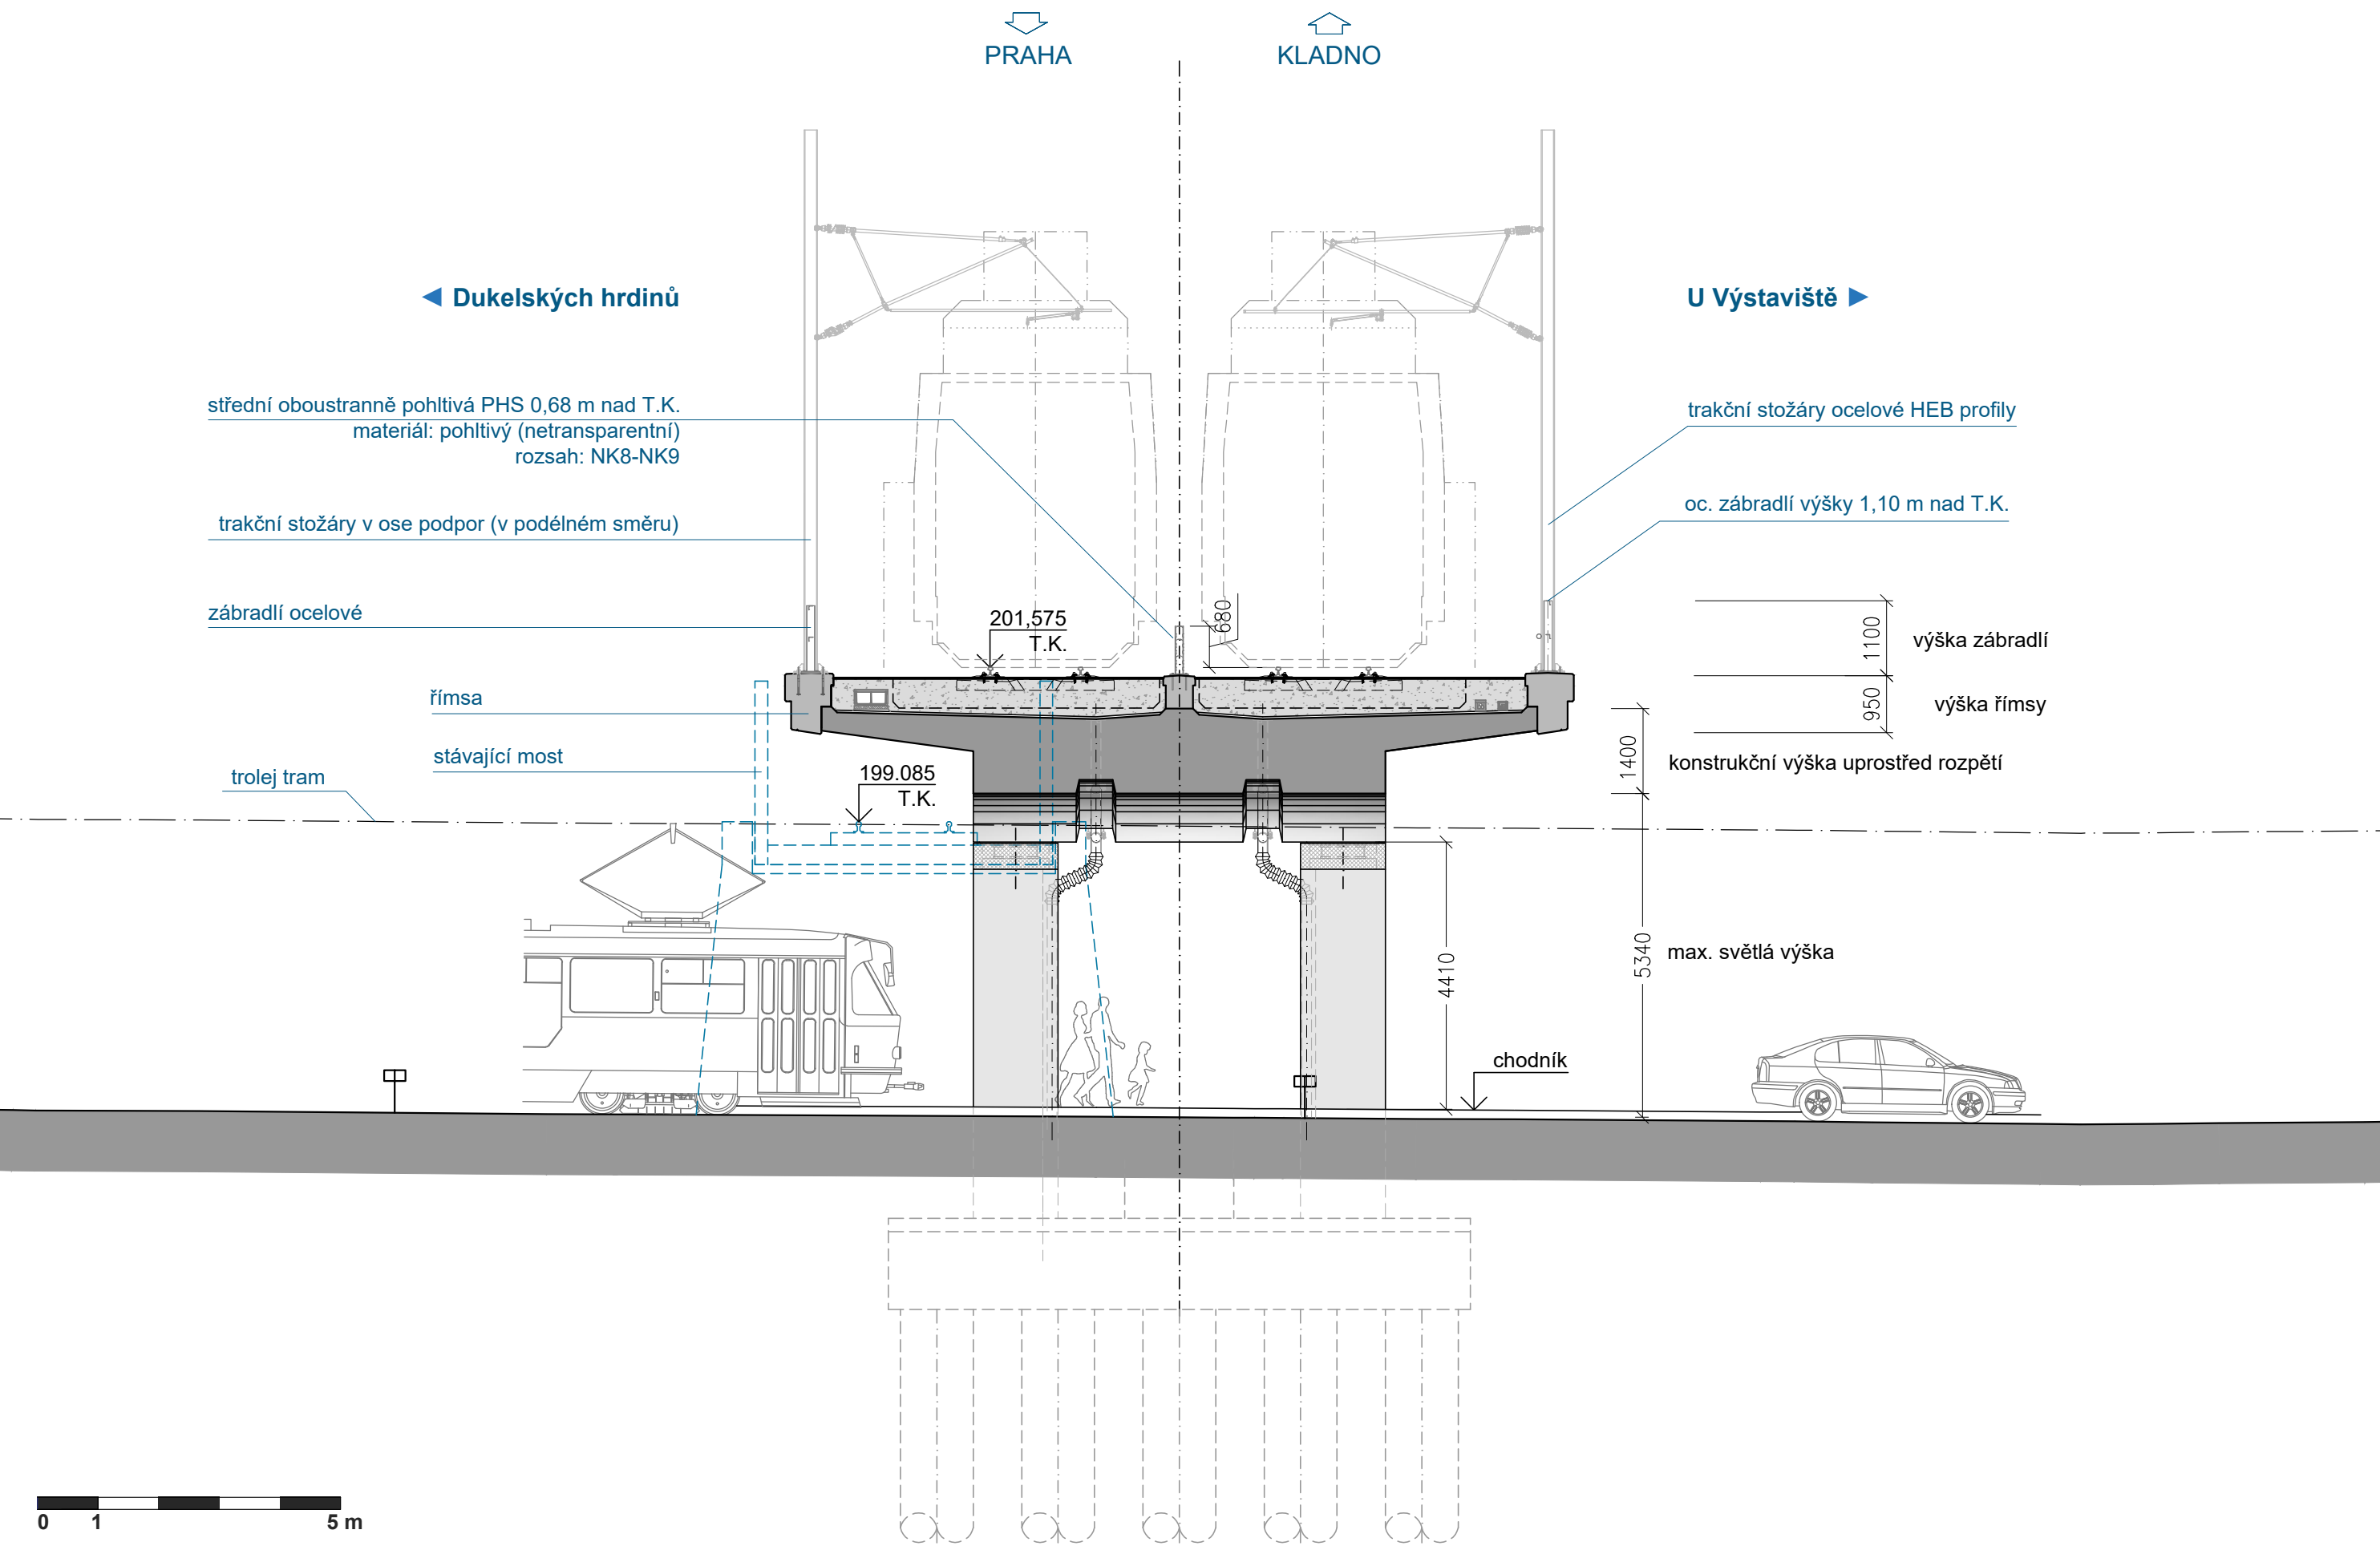 PRAHA
KLADNO
Dukelských hrdinů
U Výstaviště
střední oboustranně pohltivá PHS 0,68 m nad T.K.
materiál: pohltivý (netransparentní)
rozsah: NK8-NK9
trakční stožáry ocelové HEB profily
trakční stožáry v ose podpor (v podélném směru)
oc. zábradlí výšky 1,10 m nad T.K.
zábradlí ocelové
201,575
T.K.
680
1100
výška zábradlí
římsa
950
výška římsy
stávající most
1400
konstrukční výška uprostřed rozpětí
trolej tram
199.085
T.K.
4410
5340
max. světlá výška
chodník
0
1
5 m